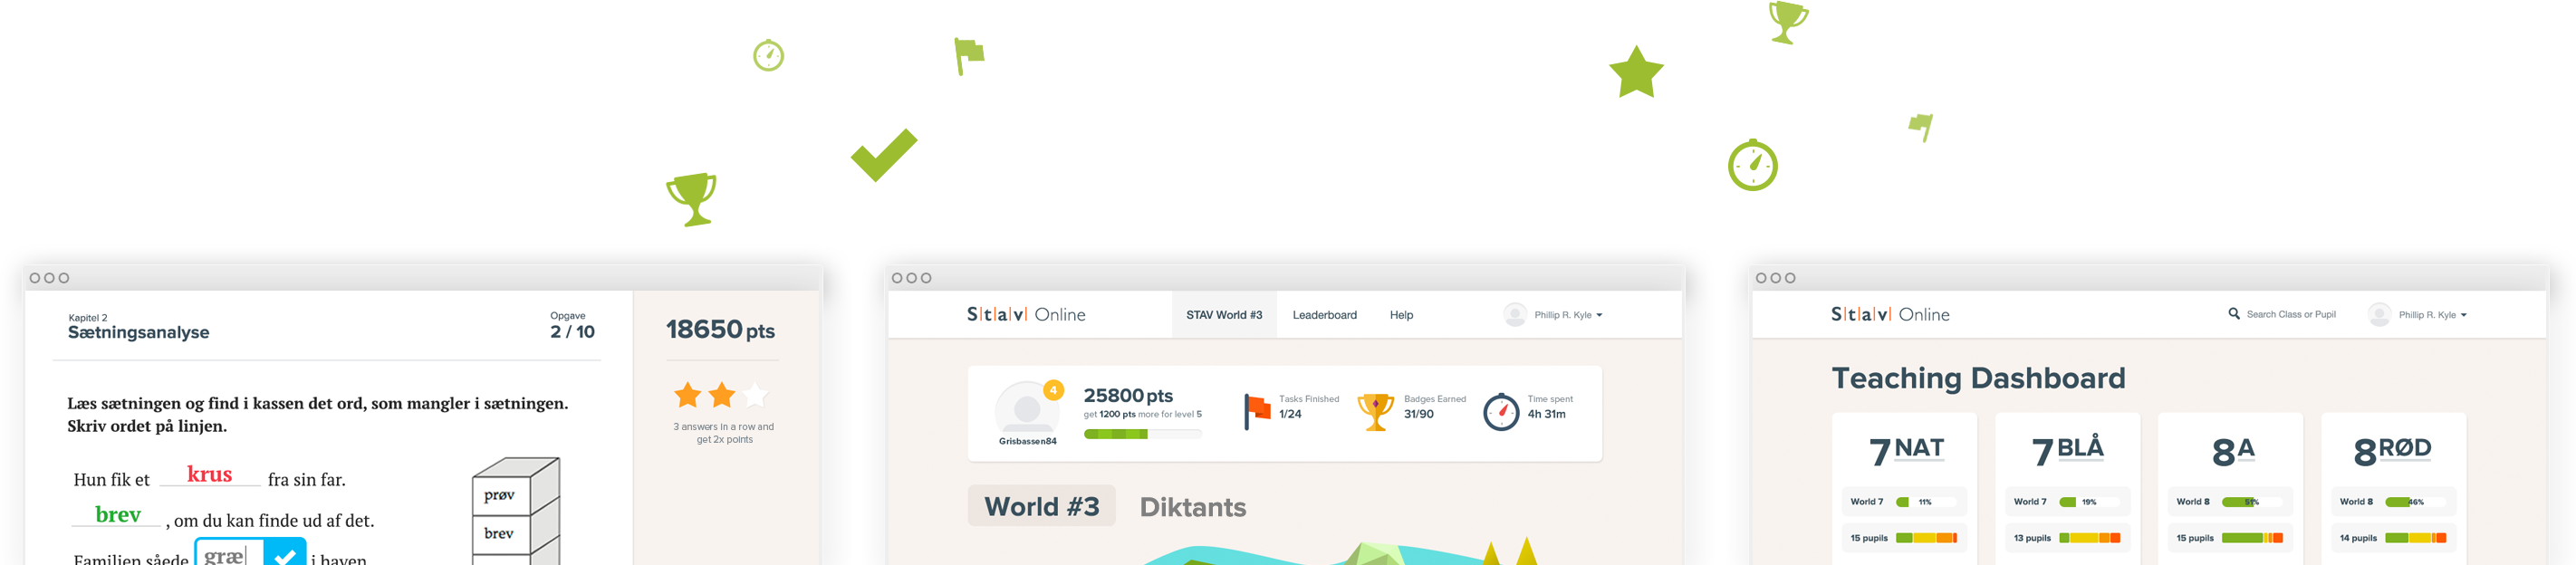 Kapitel 2
Sætningsanalyse
Opgave
2 / 10
Læs sætningen og find i kassen det ord, som mangler i sætningen.
Skriv ordet på linjen.
Hun fik et krus fra sin far.
brev , om du kan finde ud af det.
Familien såede græ i haven
prøv
brev
18650 pts
3 answers in a row and
get 2x points
S|t|a|v| Online
STAV World #3
Leaderboard
Help
Phillip R. Kyle
4
Grisbassen84
25800 pts
get 1200 pts more for level 5
Tasks Finished
1/24
Badges Earned
31/90
Time spent
4h 31m
World #3
Diktants
S|t|a|v| Online
Search Class or Pupil
Phillip R. Kyle
Teaching Dashboard
7 NAT
World 7 11%
15 pupils
7 BLÅ
World 7 19%
13 pupils
8 A
World 8 51%
15 pupils
8 RØD
World 8 46%
14 pupils